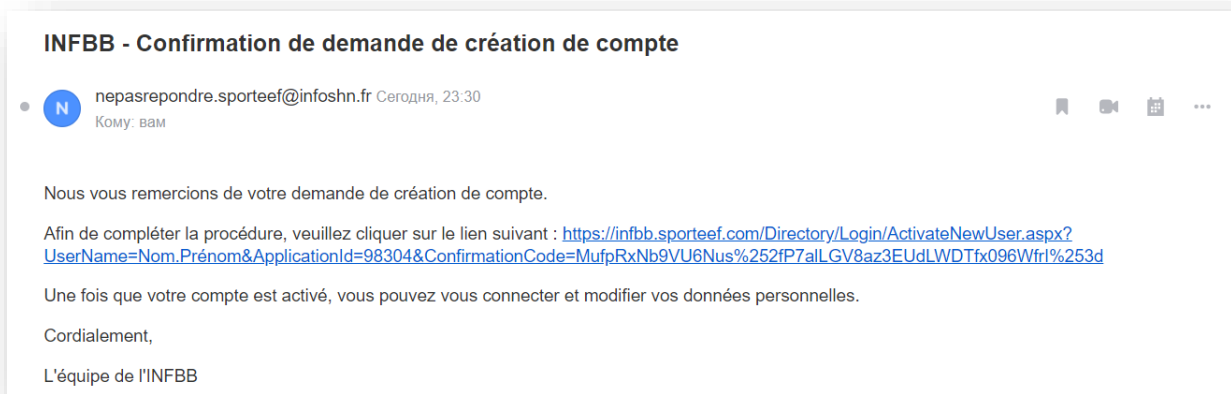 INFBB - Confirmation de demande de création de compte
N
nepasrepondre.sporteef@infoshn.fr Сегодня, 23:30
Кому: вам
Nous vous remercions de votre demande de création de compte.
Afin de compléter la procédure, veuillez cliquer sur le lien suivant : https://infbb.sporteef.com/Directory/Login/ActivateNewUser.aspx?
UserName=Nom.Prénom&ApplicationId=98304&ConfirmationCode=MufpRxNb9VU6Nus%252fP7alLGV8az3EUdLWDTfx096WfrI%253d
Une fois que votre compte est activé, vous pouvez vous connecter et modifier vos données personnelles.
Cordialement,
L'équipe de l'INFBB